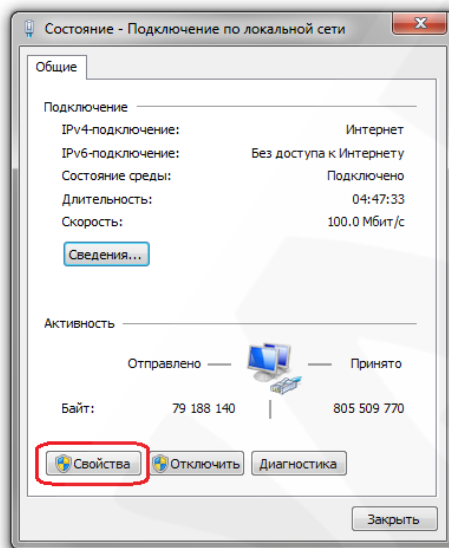 Состояние - Подключение по локальной сети
Общие
Подключение
IPv4-подключение: Интернет
IPv6-подключение: Без доступа к Интернету
Состояние среды: Подключено
Длительность: 04:47:33
Скорость: 100.0 Мбит/с
Сведения...
Активность
Отправлено — — Принято
Байт: 79 188 140 | 805 509 770
Свойства Отключить Диагностика
Закрыть